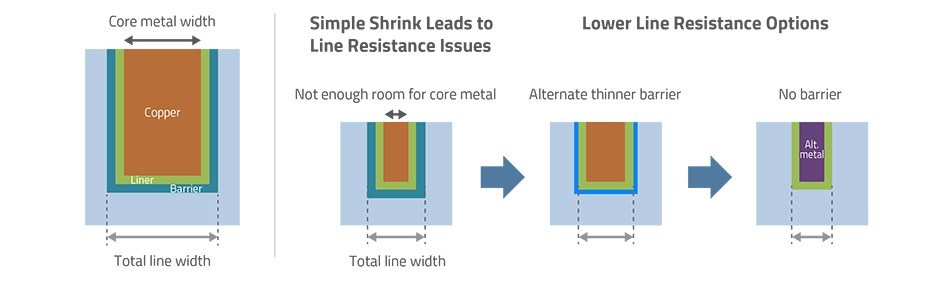 Core metal width
Copper
Liner
Barrier
Total line width
Simple Shrink Leads to
Line Resistance Issues
Not enough room for core metal
Total line width
Lower Line Resistance Options
Alternate thinner barrier
No barrier
Alt.
metal